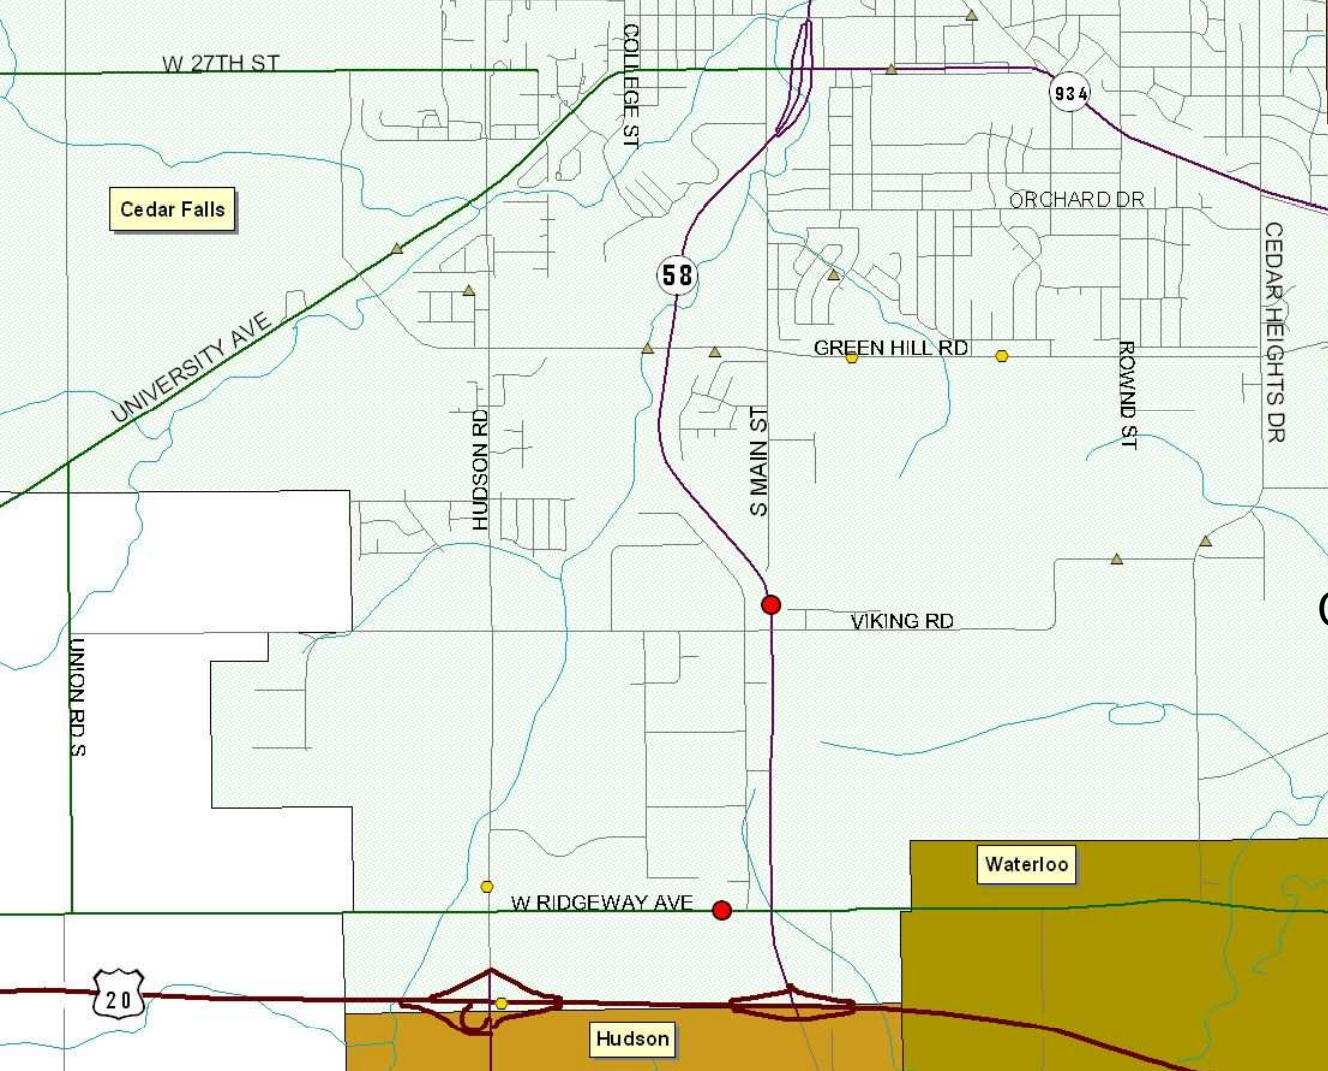 W 27TH ST
COLLEGE ST
934
Cedar Falls
ORCHARD DR
CEDAR HEIGHTS DR
58
UNIVERSITY AVE
GREEN HILL RD
ROWND ST
HUDSON RD
S MAIN ST
VIKING RD
UNION RD S
Waterloo
W RIDGEWAY AVE
20
Hudson